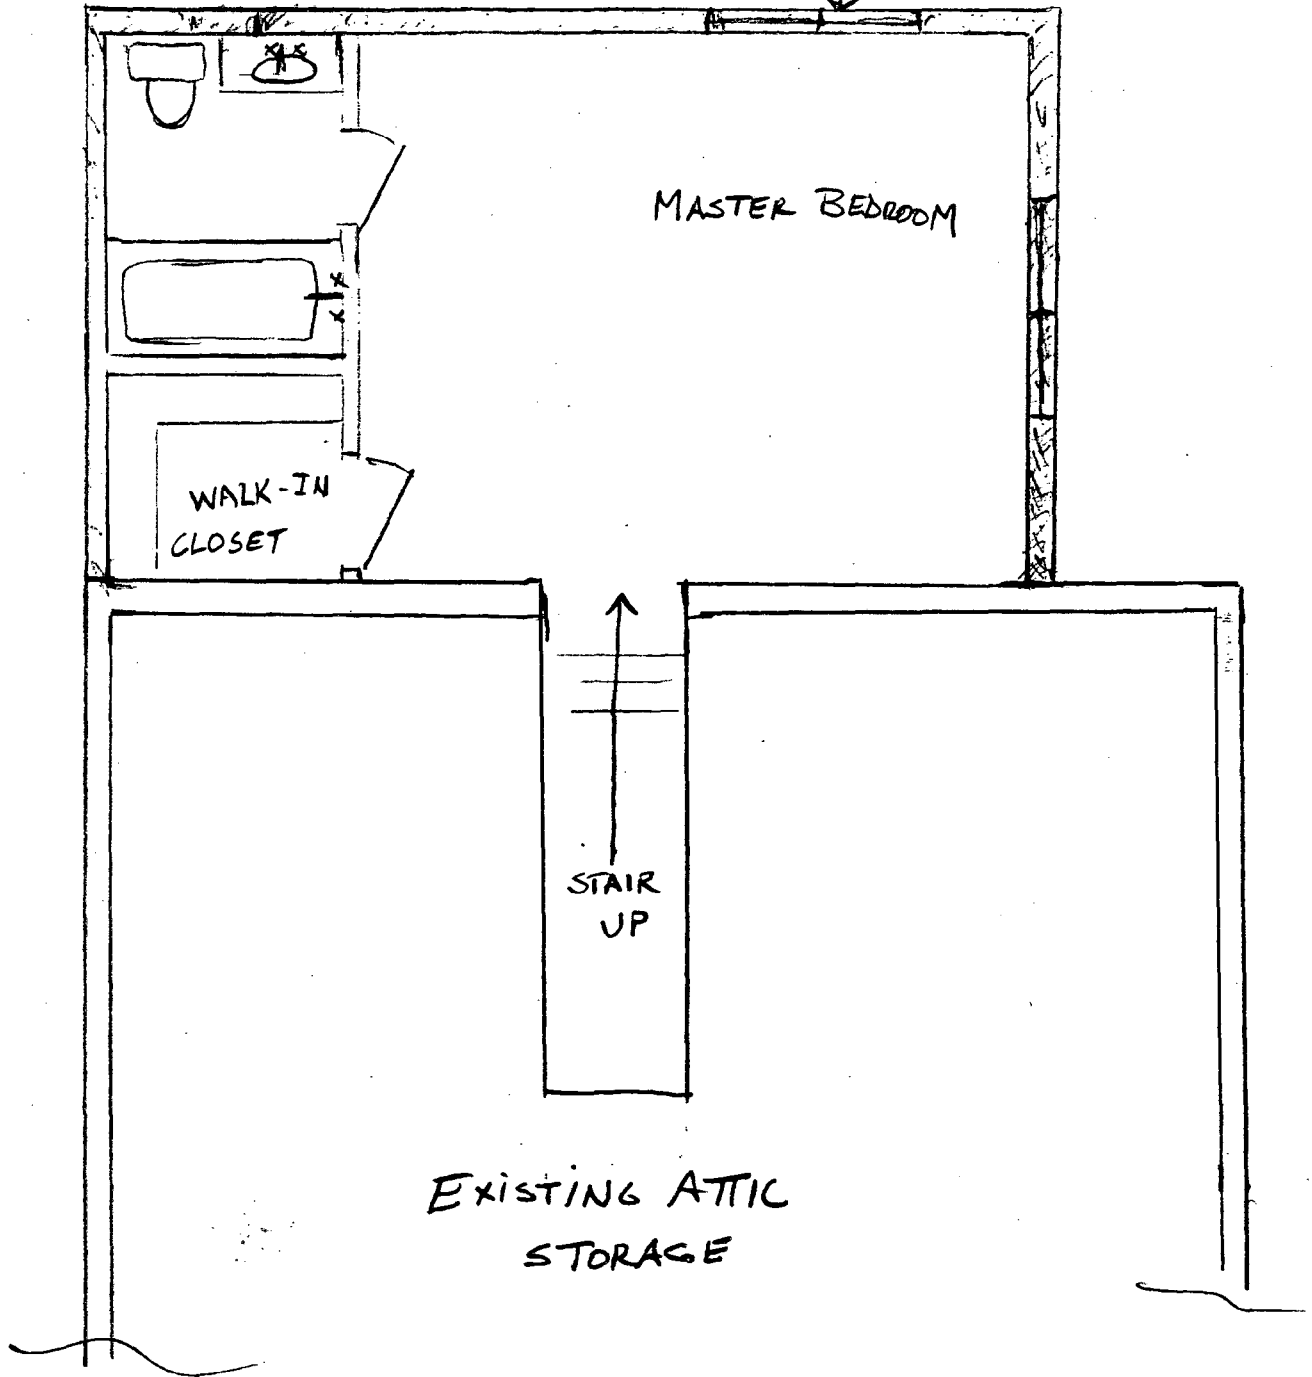 MASTER BEDROOM
WALK-IN
CLOSET
STAIR
UP
EXISTING ATTIC
STORAGE